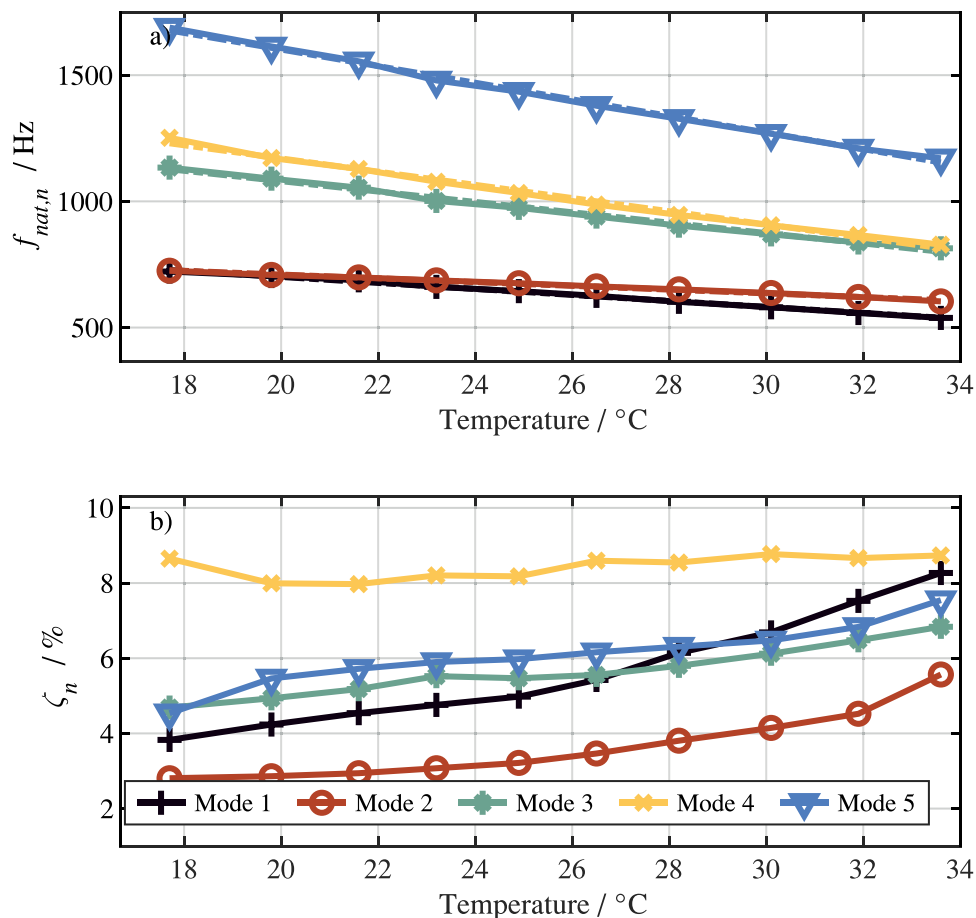 a)
1500
1000
500
f_{nat,n} / Hz
18 20 22 24 26 28 30 32 34
Temperature / °C
b)
10
8
6
4
2
ζ_n / %
Mode 1 Mode 2 Mode 3 Mode 4 Mode 5
18 20 22 24 26 28 30 32 34
Temperature / °C